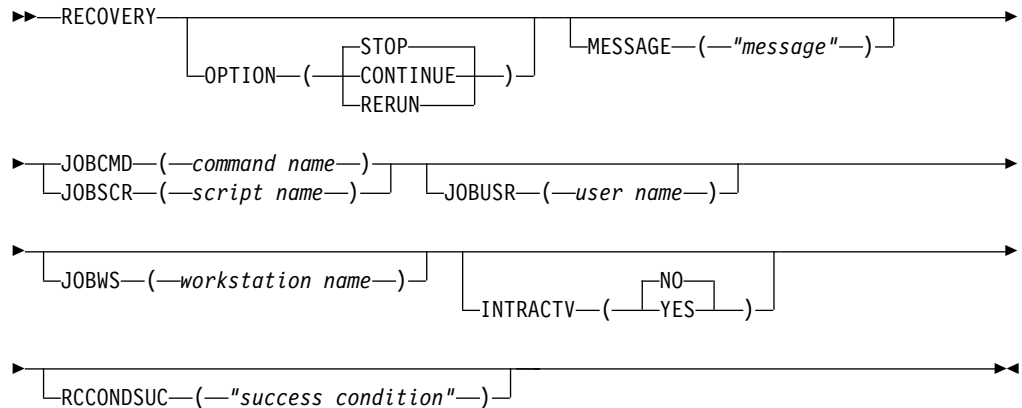 RECOVERY
OPTION ( STOP )
CONTINUE
RERUN
MESSAGE ( "message" )
JOBCMD ( command name )
JOBSCR ( script name )
JOBUSR ( user name )
JOBWS ( workstation name )
INTRACTV ( NO )
YES
RCCONDSUC ( "success condition" )